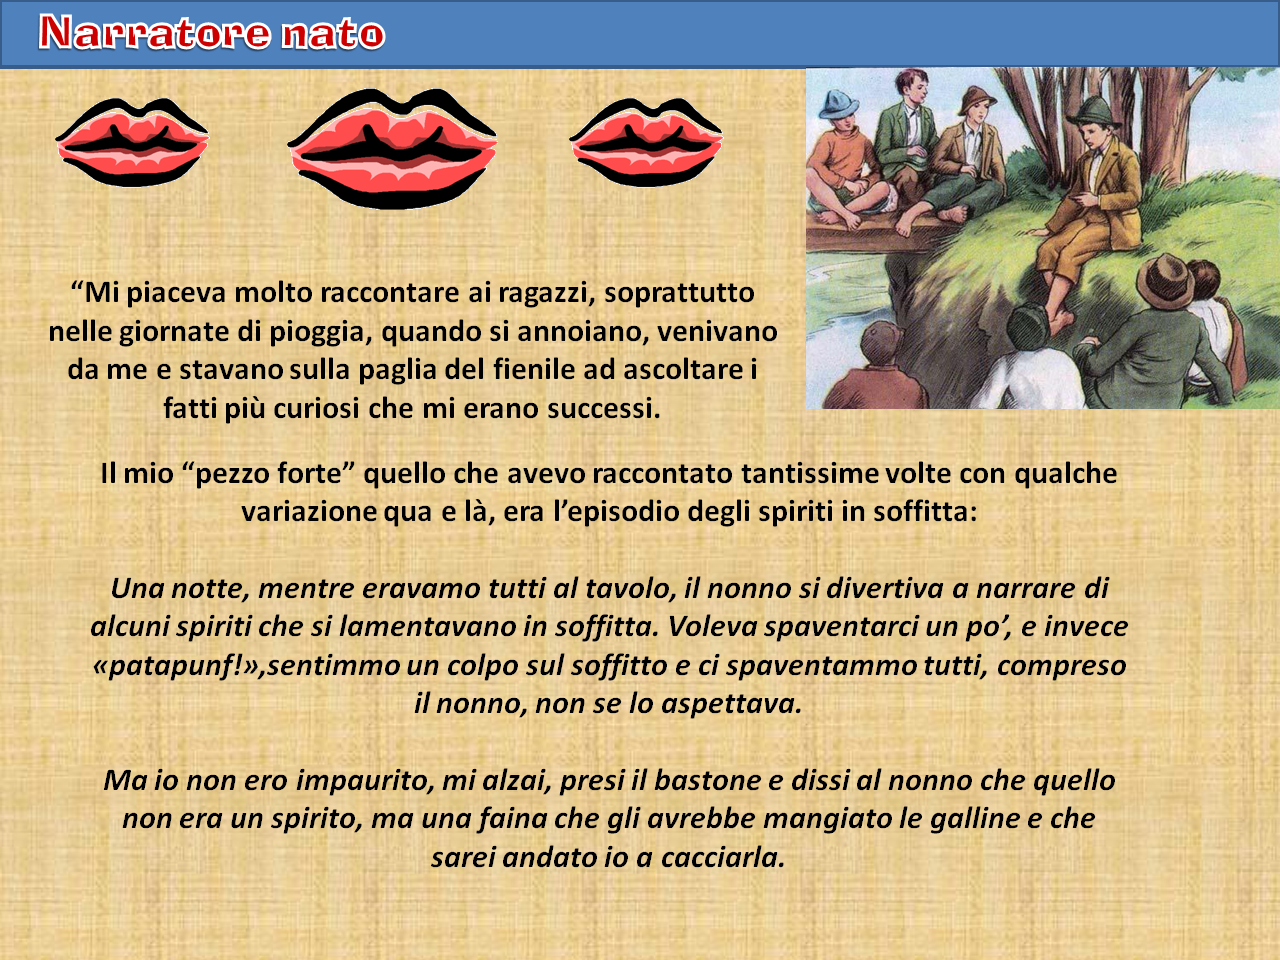 Narratore nato
“Mi piaceva molto raccontare ai ragazzi, soprattutto
nelle giornate di pioggia, quando si annoiano, venivano
da me e stavano sulla paglia del fienile ad ascoltare i
fatti più curiosi che mi erano successi.
Il mio “pezzo forte” quello che avevo raccontato tantissime volte con qualche
variazione qua e là, era l’episodio degli spiriti in soffitta:
Una notte, mentre eravamo tutti al tavolo, il nonno si divertiva a narrare di
alcuni spiriti che si lamentavano in soffitta. Voleva spaventarci un po’, e invece
«patapunf!»,sentimmo un colpo sul soffitto e ci spaventammo tutti, compreso
il nonno, non se lo aspettava.
Ma io non ero impaurito, mi alzai, presi il bastone e dissi al nonno che quello
non era un spirito, ma una faina che gli avrebbe mangiato le galline e che
sarei andato io a cacciarla.